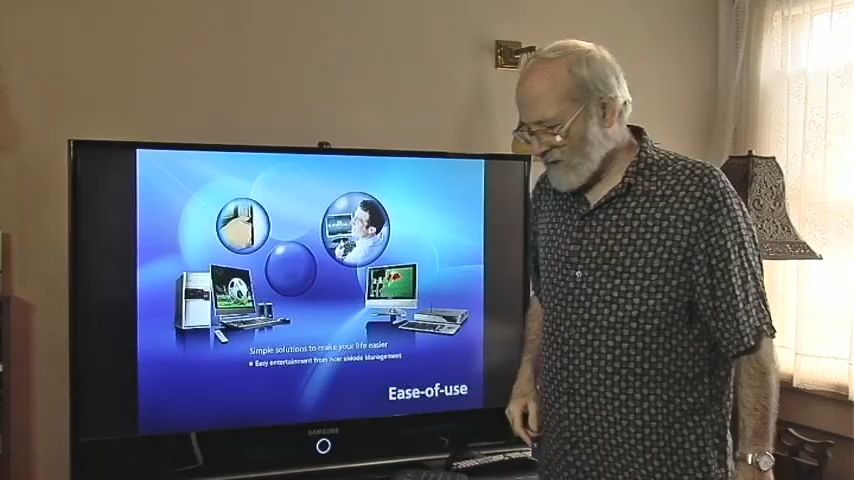 Simple solutions to make your life easier
Easy entertainment from Acer eMode Management
Ease-of-use
SAMSUNG